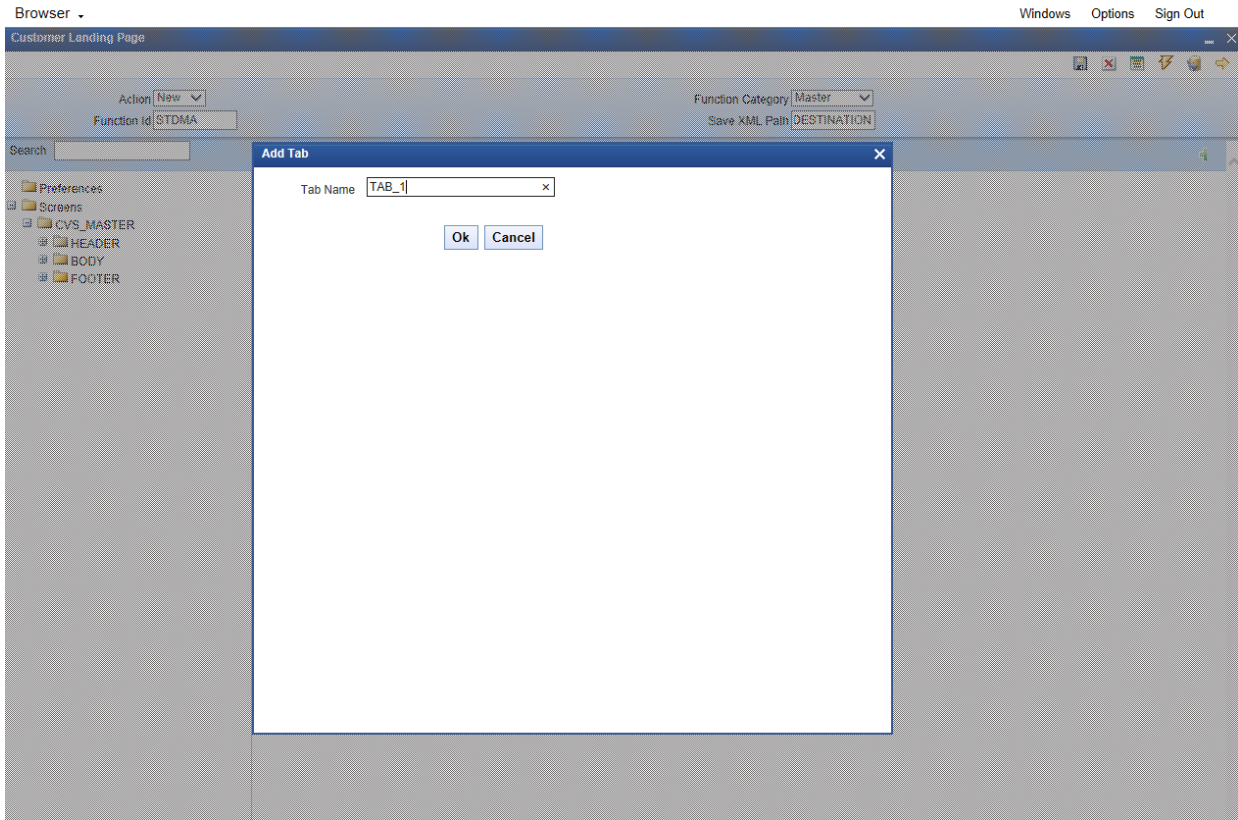 Browser
Windows Options Sign Out
Customer Landing Page
Action New
Function Category Master
Function Id STDMA
Save XML Path DESTINATION
Search
Add Tab
Tab Name TAB_1
Ok Cancel
Preferences
Screens
CVS_MASTER
HEADER
BODY
FOOTER